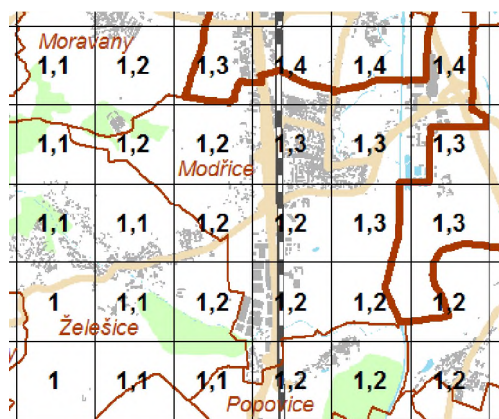 Moravany
1,1 1,2 1,3 1,4 1,4 1,4
1,1 1,2 1,2 1,3 1,3 1,3
Modřice
1,1 1,1 1,2 1,2 1,3 1,3
1 1,1 1,2 1,2 1,2 1,2
Želešice
1 1,1 1,1 1,2 1,2 1,2
Popovice